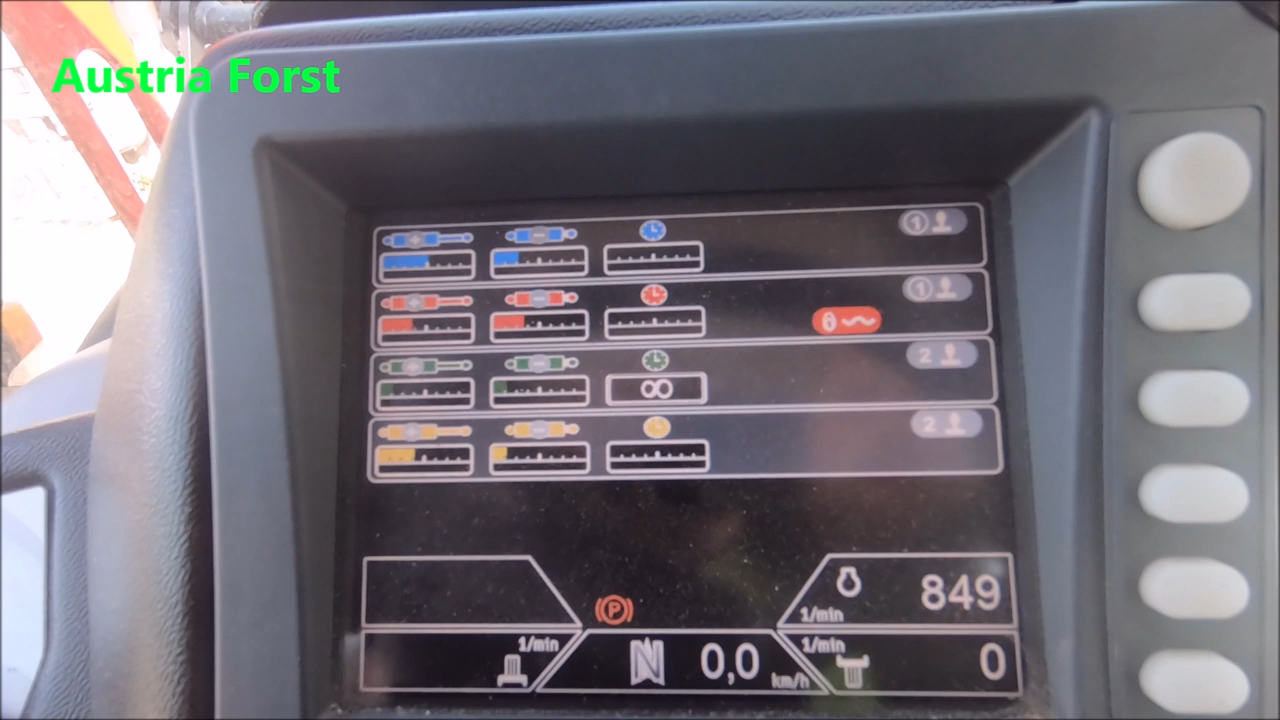 Austria Forst
1
1
2
∞
2
849
1/min
P
1/min
N 0,0 km/h
1/min
0